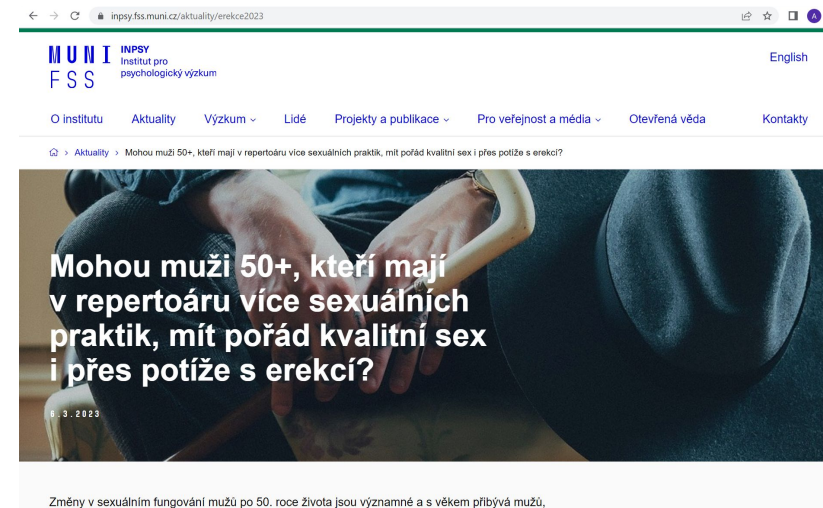 inpsy.fss.muni.cz/aktuality/erekce2023
A
MUNI
FSS
INPSY
Institut pro
psychologický výzkum
English
O institutu Aktuality Výzkum Lidé Projekty a publikace Pro veřejnost a média Otevřená věda Kontakty
Aktuality > Mohou muži 50+, kteří mají v repertoáru více sexuálních praktik, mít pořád kvalitní sex i přes potíže s erekcí?
Mohou muži 50+, kteří mají
v repertoáru více sexuálních
praktik, mít pořád kvalitní sex
i přes potíže s erekcí?
6.3.2023
Změny v sexuálním fungování mužů po 50. roce života jsou významné a s věkem přibývá mužů,